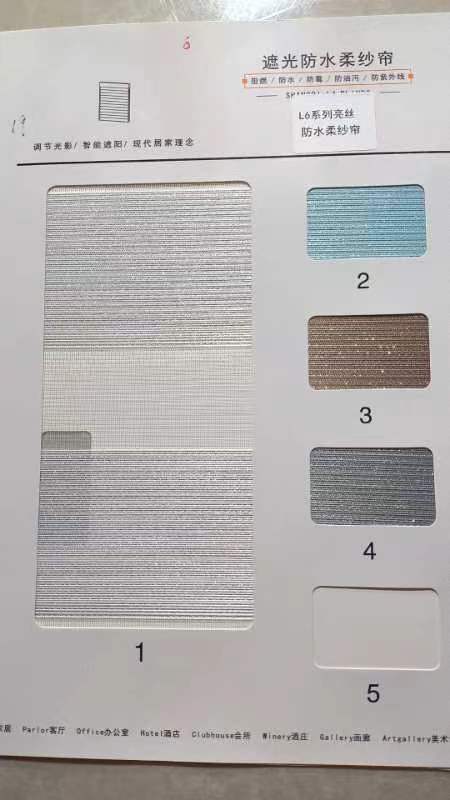 6
遮光防水柔纱帘
阻燃 / 防水 / 防霉 / 防油污 / 防紫外线
L6系列亮丝
防水柔纱帘
调节光影/ 智能遮阳/ 现代居家理念
1
2
3
4
5
家居 Parlor客厅 Office办公室 Hotel酒店 Clubhouse会所 Winery酒庄 Gallery画廊 Artgallery美术